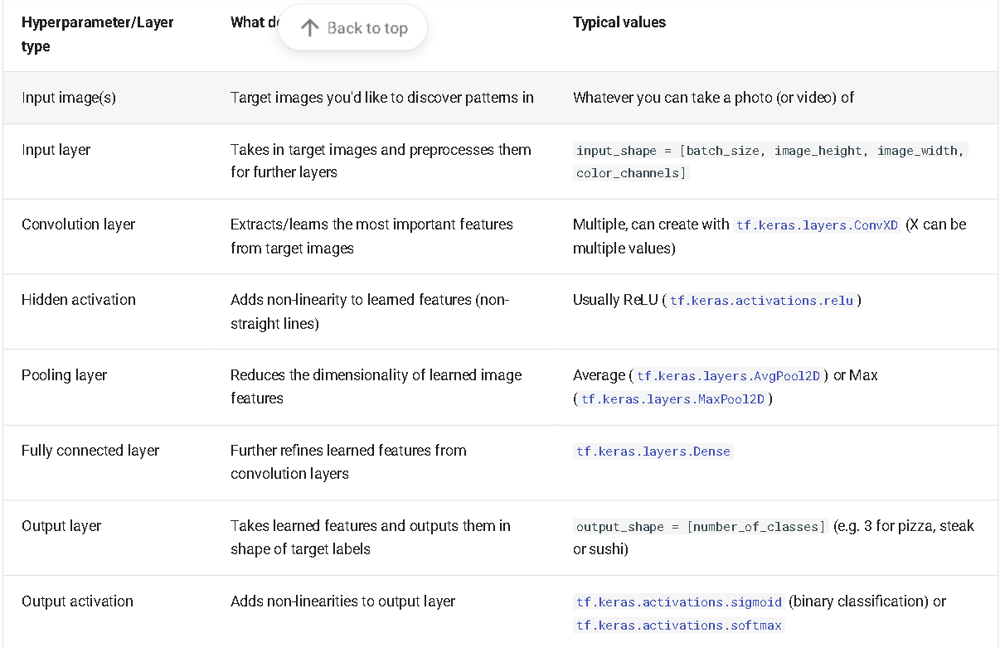 Hyperparameter/Layer type
What
Back to top
Typical values
Input image(s)
Target images you'd like to discover patterns in
Whatever you can take a photo (or video) of
Input layer
Takes in target images and preprocesses them
for further layers
input_shape = [batch_size, image_height, image_width,
color_channels]
Convolution layer
Extracts/learns the most important features
from target images
Multiple, can create with tf.keras.layers.ConvXD (X can be
multiple values)
Hidden activation
Adds non-linearity to learned features (non-
straight lines)
Usually ReLU (tf.keras.activations.relu)
Pooling layer
Reduces the dimensionality of learned image
features
Average (tf.keras.layers.AvgPool2D) or Max
(tf.keras.layers.MaxPool2D)
Fully connected layer
Further refines learned features from
convolution layers
tf.keras.layers.Dense
Output layer
Takes learned features and outputs them in
shape of target labels
output_shape = [number_of_classes] (e.g. 3 for pizza, steak
or sushi)
Output activation
Adds non-linearities to output layer
tf.keras.activations.sigmoid (binary classification) or
tf.keras.activations.softmax